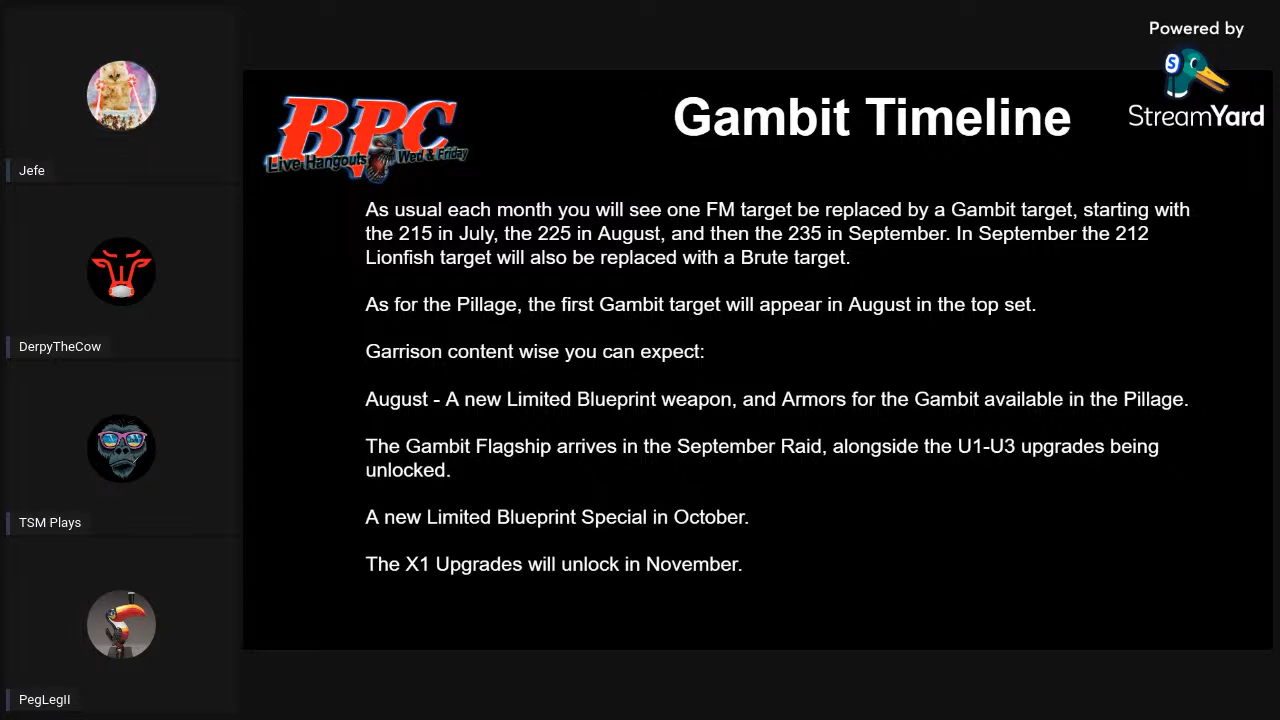 Powered by
StreamYard
BPC
Live Hangouts Wed & Friday
Gambit Timeline
As usual each month you will see one FM target be replaced by a Gambit target, starting with
the 215 in July, the 225 in August, and then the 235 in September. In September the 212
Lionfish target will also be replaced with a Brute target.
As for the Pillage, the first Gambit target will appear in August in the top set.
Garrison content wise you can expect:
August - A new Limited Blueprint weapon, and Armors for the Gambit available in the Pillage.
The Gambit Flagship arrives in the September Raid, alongside the U1-U3 upgrades being
unlocked.
A new Limited Blueprint Special in October.
The X1 Upgrades will unlock in November.
Jefe
DerpyTheCow
TSM Plays
PegLegII